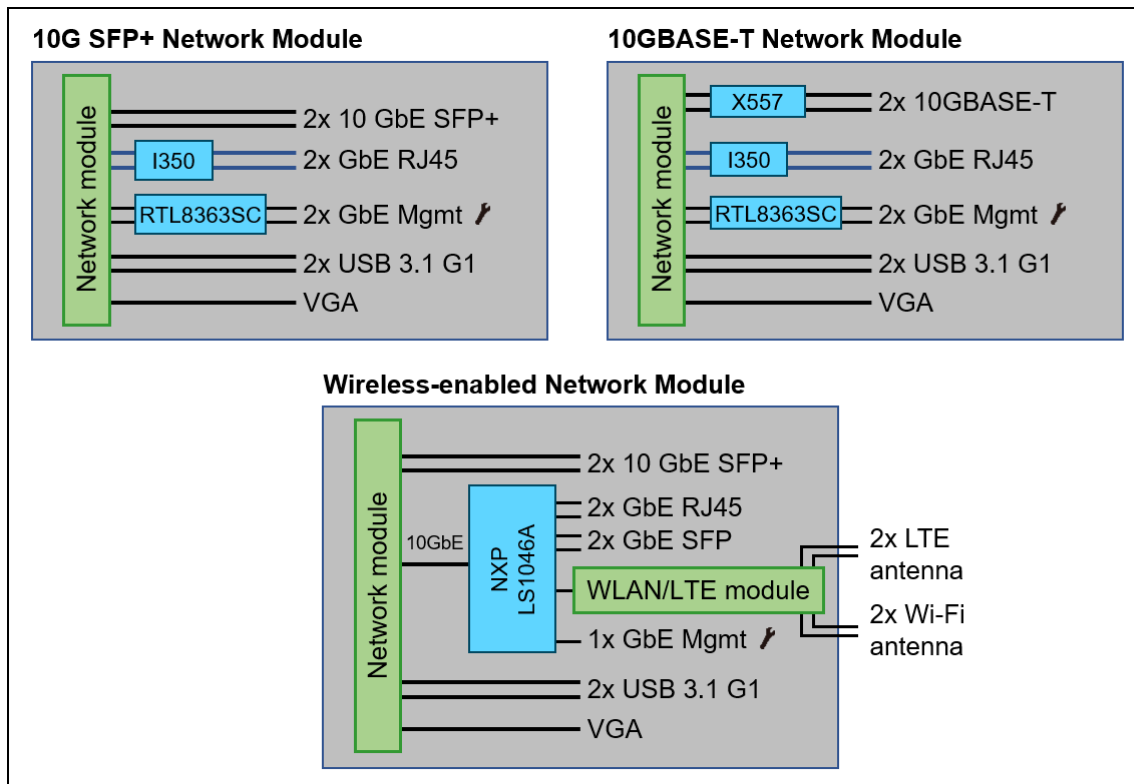 10G SFP+ Network Module
Network module
2x 10 GbE SFP+
I350
2x GbE RJ45
RTL8363SC
2x GbE Mgmt
2x USB 3.1 G1
VGA
10GBASE-T Network Module
Network module
X557
2x 10GBASE-T
I350
2x GbE RJ45
RTL8363SC
2x GbE Mgmt
2x USB 3.1 G1
VGA
Wireless-enabled Network Module
Network module
2x 10 GbE SFP+
10GbE
NXP
LS1046A
2x GbE RJ45
2x GbE SFP
WLAN/LTE module
1x GbE Mgmt
2x USB 3.1 G1
VGA
2x LTE
antenna
2x Wi-Fi
antenna